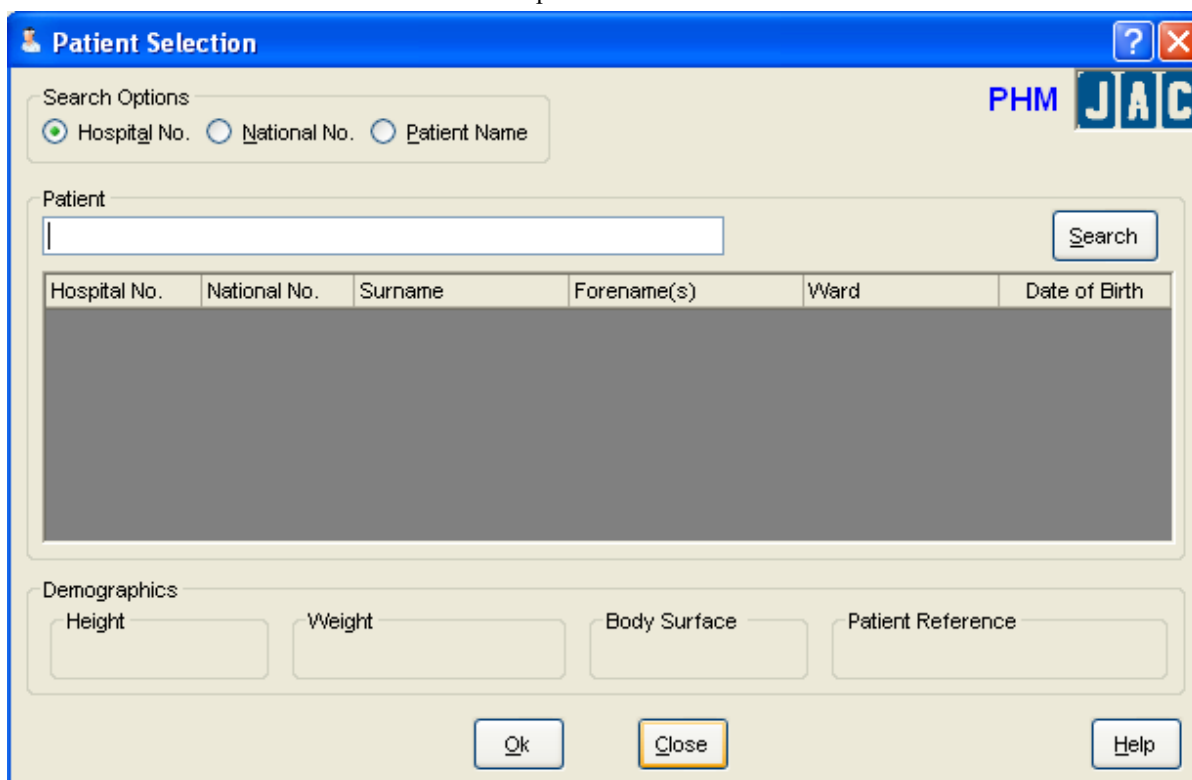 Patient Selection
Search Options
PHM JAC
Hospital No. National No. Patient Name
Patient
Search
Hospital No. National No. Surname Forename(s) Ward Date of Birth
Demographics
Height Weight Body Surface Patient Reference
Ok Close Help